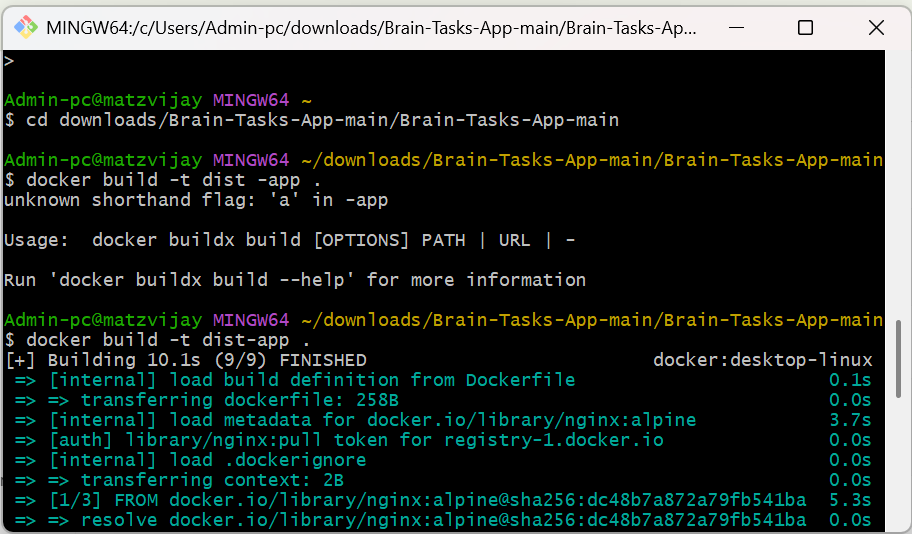 MINGW64:/c/Users/Admin-pc/downloads/Brain-Tasks-App-main/Brain-Tasks-Ap...
>
Admin-pc@matzvijay MINGW64 ~
$ cd downloads/Brain-Tasks-App-main/Brain-Tasks-App-main
Admin-pc@matzvijay MINGW64 ~/downloads/Brain-Tasks-App-main/Brain-Tasks-App-main
$ docker build -t dist -app .
unknown shorthand flag: 'a' in -app
Usage:  docker buildx build [OPTIONS] PATH | URL | -
Run 'docker buildx build --help' for more information
Admin-pc@matzvijay MINGW64 ~/downloads/Brain-Tasks-App-main/Brain-Tasks-App-main
$ docker build -t dist-app .
[+] Building 10.1s (9/9) FINISHED docker:desktop-linux
=> [internal] load build definition from Dockerfile 0.1s
=> => transferring dockerfile: 258B 0.0s
=> [internal] load metadata for docker.io/library/nginx:alpine 3.7s
=> [auth] library/nginx:pull token for registry-1.docker.io 0.0s
=> [internal] load .dockerignore 0.0s
=> => transferring context: 2B 0.0s
=> [1/3] FROM docker.io/library/nginx:alpine@sha256:dc48b7a872a79fb541ba 5.3s
=> => resolve docker.io/library/nginx:alpine@sha256:dc48b7a872a79fb541ba 0.0s